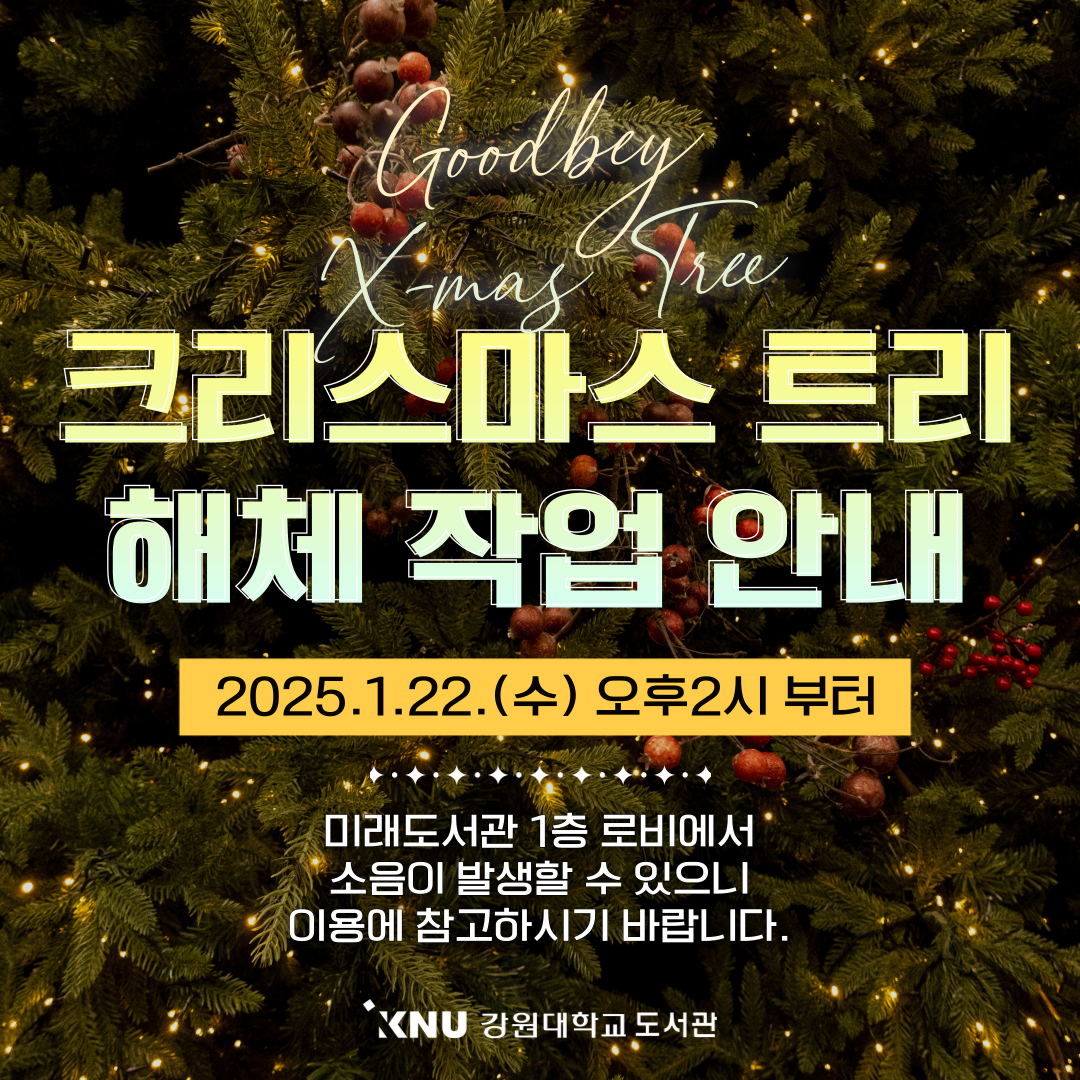 Goodbey
X-mas Tree
크리스마스 트리
해체 작업 안내
2025.1.22.(수) 오후2시 부터
미래도서관 1층 로비에서
소음이 발생할 수 있으니
이용에 참고하시기 바랍니다.
KNU 강원대학교 도서관